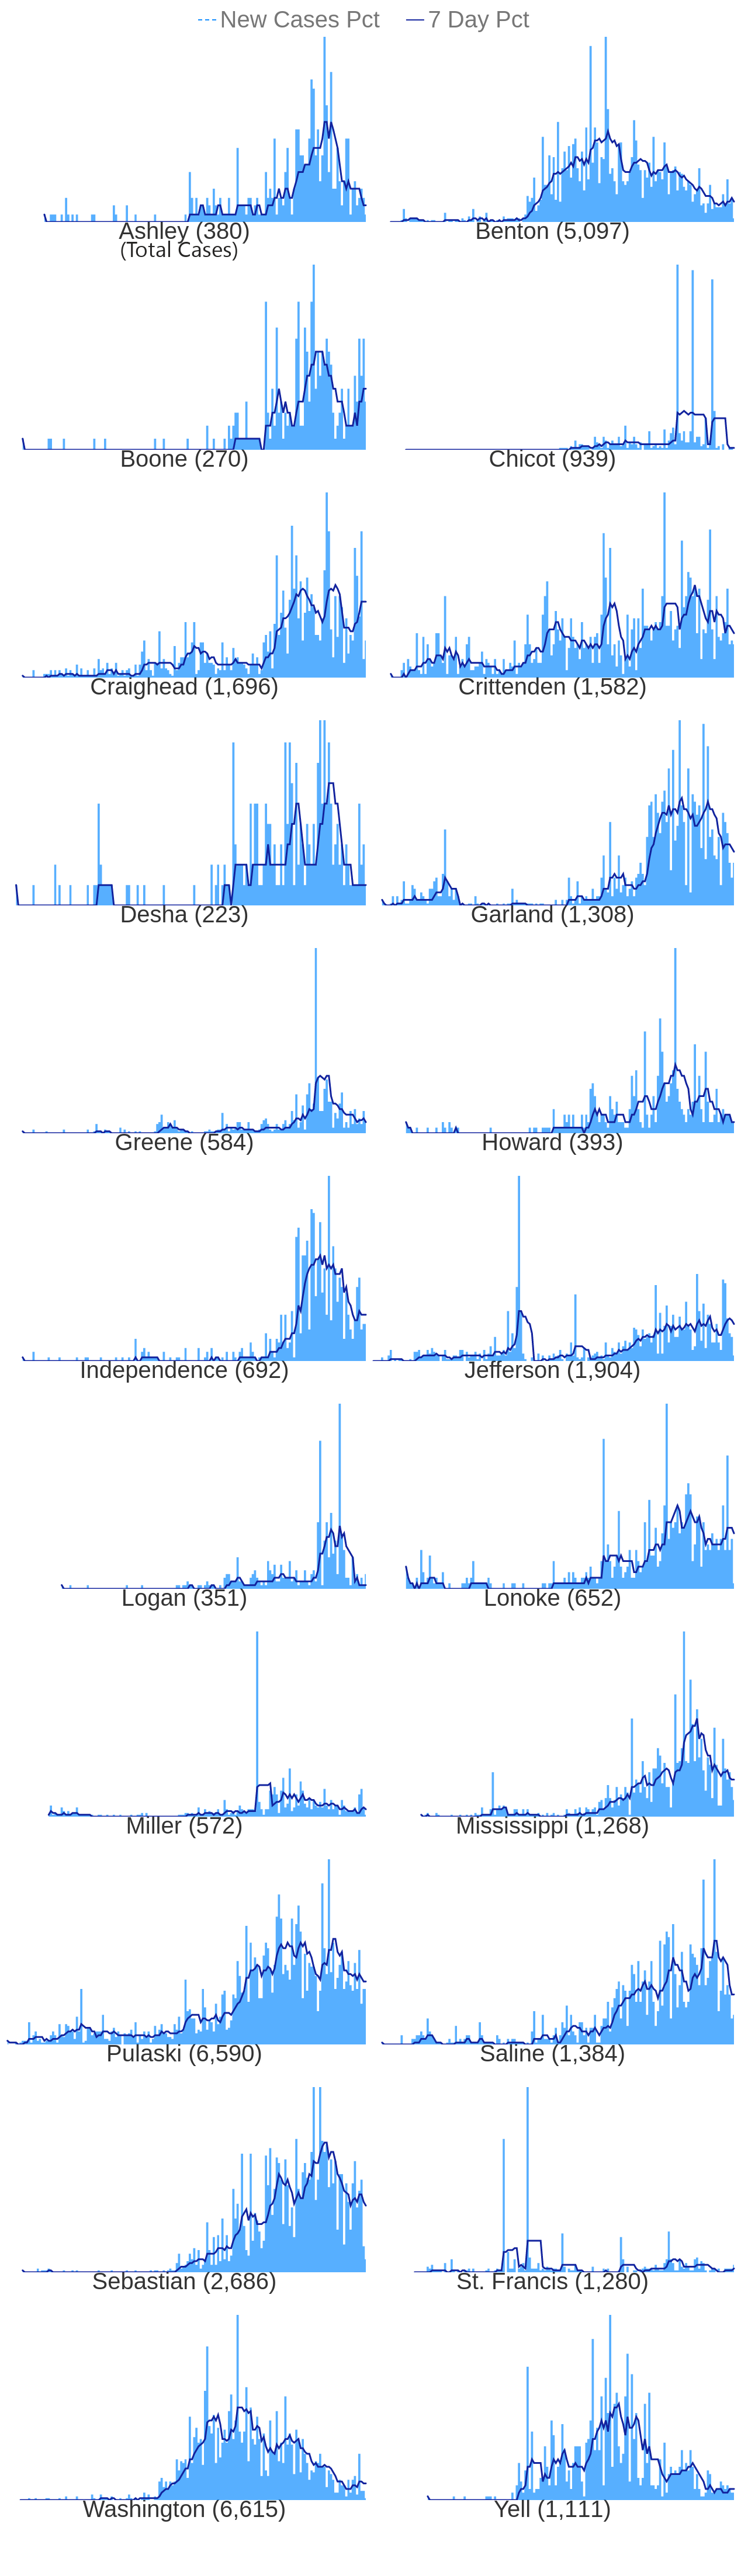 New Cases Pct 7 Day Pct
Ashley (380) Benton (5,097)
(Total Cases)
Boone (270) Chicot (939)
Craighead (1,696) Crittenden (1,582)
Desha (223) Garland (1,308)
Greene (584) Howard (393)
Independence (692) Jefferson (1,904)
Logan (351) Lonoke (652)
Miller (572) Mississippi (1,268)
Pulaski (6,590) Saline (1,384)
Sebastian (2,686) St. Francis (1,280)
Washington (6,615) Yell (1,111)